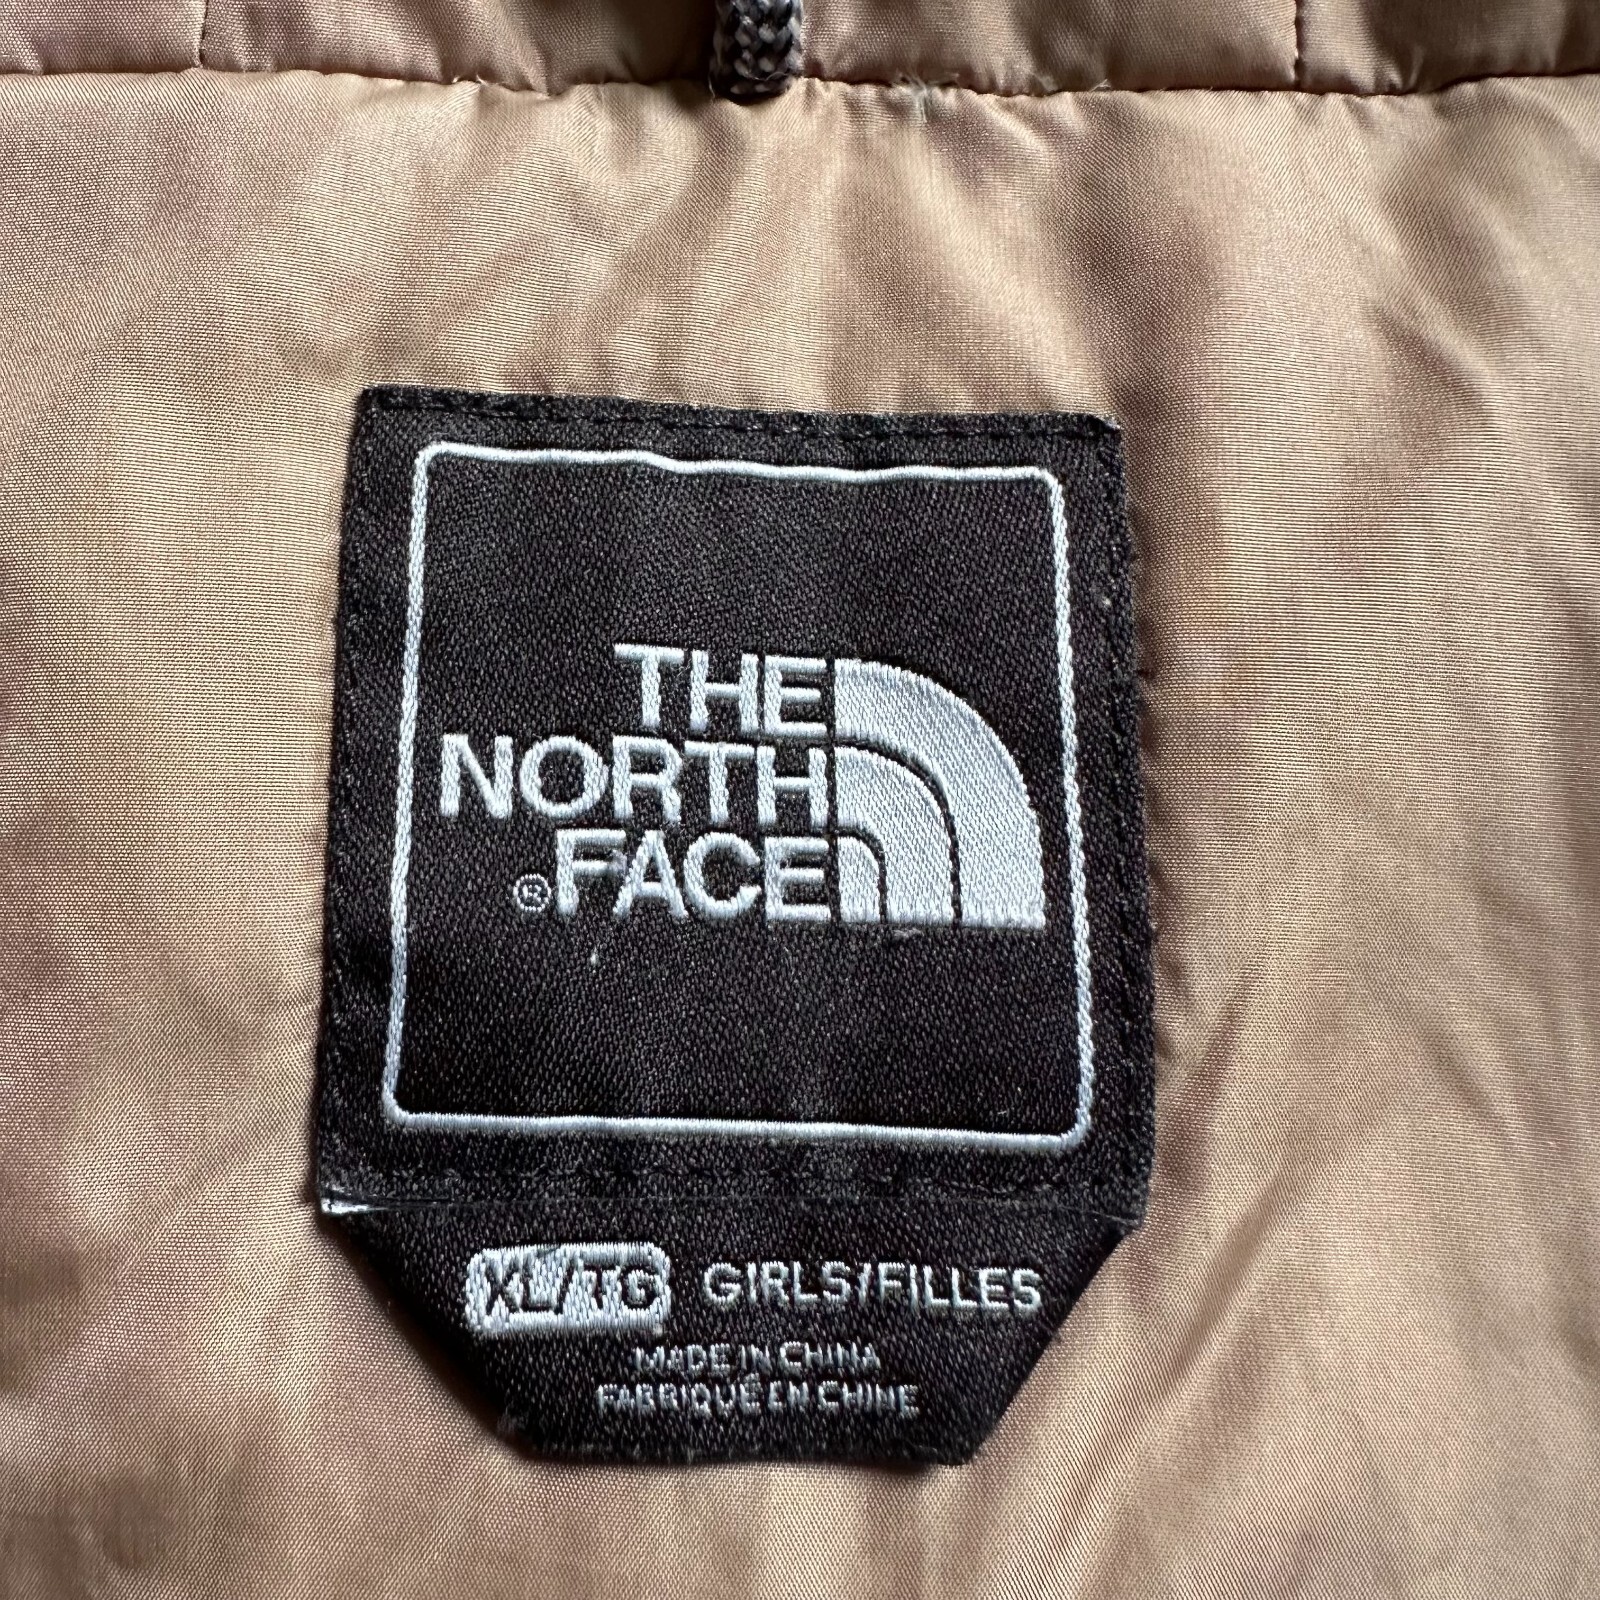 THE
NORTH
®FACE
XL/TG GIRLS/FILLES
MADE IN CHINA
FABRIQUÉ EN CHINE